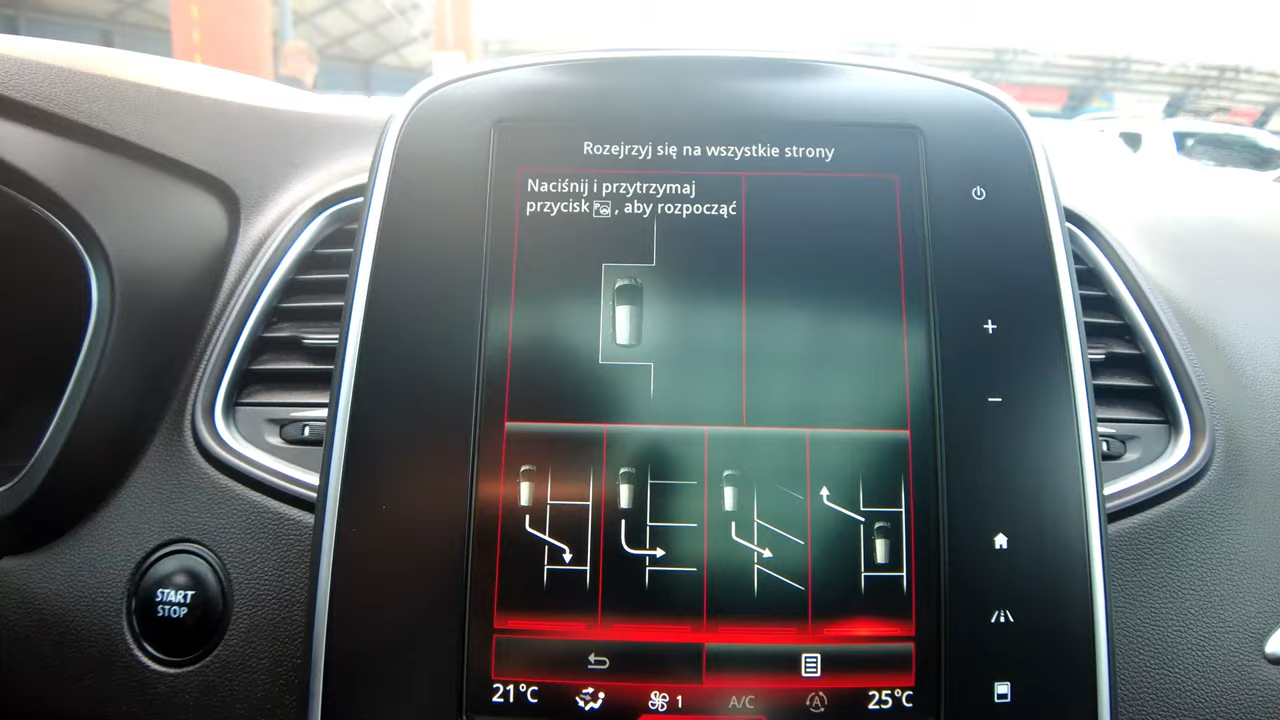 Rozejrzyj się na wszystkie strony
Naciśnij i przytrzymaj
przycisk , aby rozpocząć
START
STOP
21°C
1
A/C
A
25°C